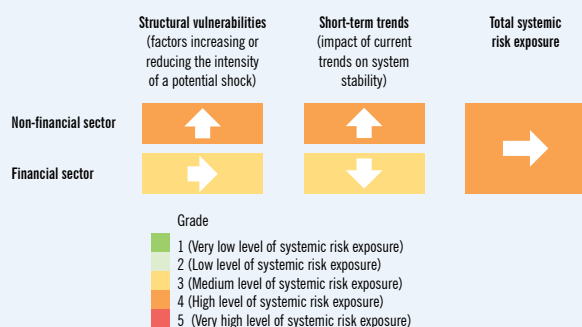 Structural vulnerabilities
(factors increasing or
reducing the intensity
of a potential shock)
Short-term trends
(impact of current
trends on system
stability)
Total systemic
risk exposure
Non-financial sector
Financial sector
Grade
1 (Very low level of systemic risk exposure)
2 (Low level of systemic risk exposure)
3 (Medium level of systemic risk exposure)
4 (High level of systemic risk exposure)
5 (Very high level of systemic risk exposure)